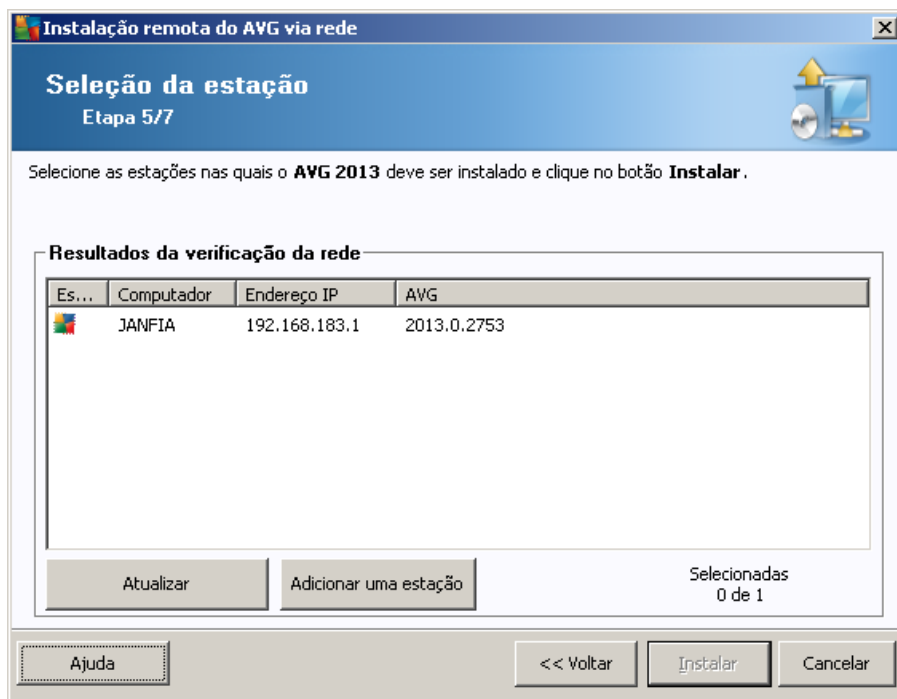 Instalação remota do AVG via rede
Seleção da estação
Etapa 5/7
Selecione as estações nas quais o AVG 2013 deve ser instalado e clique no botão Instalar.
Resultados da verificação da rede
Es... Computador Endereço IP AVG
JANFIA 192.168.183.1 2013.0.2753
Atualizar Adicionar uma estação Selecionadas
0 de 1
Ajuda << Voltar Instalar Cancelar